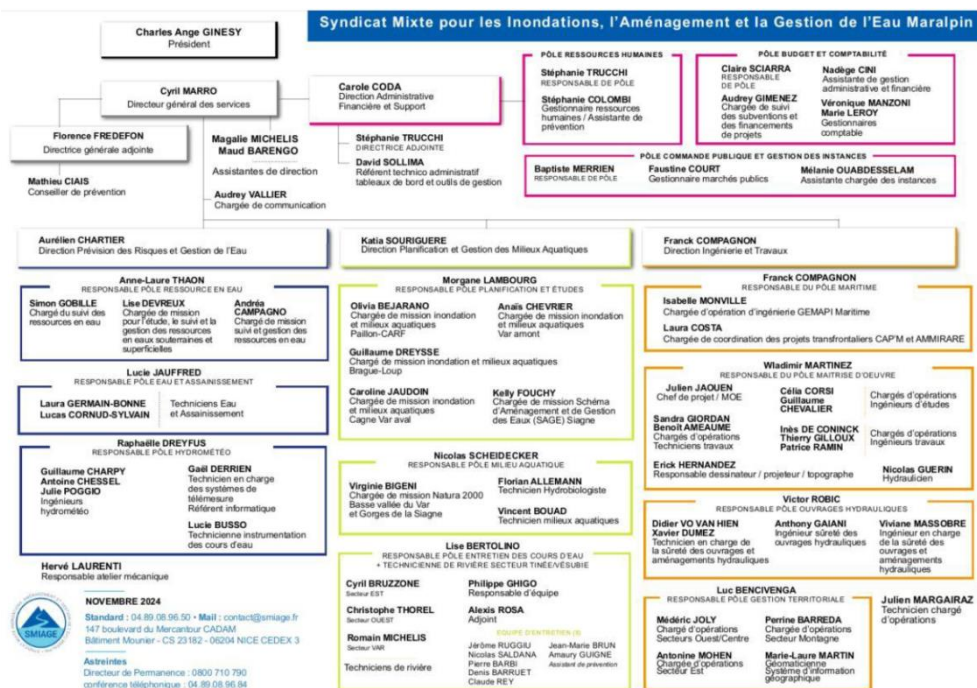 Syndicat Mixte pour les Inondations, l'Aménagement et la Gestion de l'Eau Maralpin
Charles Ange GINESY
Président
Cyril MARRO
Directeur général des services
Florence FREDEFON
Directrice générale adjointe
Mathieu CIAIS
Conseiller de prévention
Magalie MICHELIS
Maud BARENGO
Assistantes de direction
Audrey VALLIER
Chargée de communication
Carole CODA
Direction Administrative
Financière et Support
Stéphanie TRUCCHI
DIRECTRICE ADJOINTE
David SOLLIMA
Référent technico administratif
tableaux de bord et outils de gestion
PÔLE RESSOURCES HUMAINES
Stéphanie TRUCCHI
RESPONSABLE DE PÔLE
Stéphanie COLOMBI
Gestionnaire ressources
humaines / Assistante de
prévention
PÔLE BUDGET ET COMPTABILITÉ
Claire SCIARRA
RESPONSABLE
DE PÔLE
Audrey GIMENEZ
Chargée de suivi
des subventions et
des financements
de projets
Nadège CINI
Assistante de gestion
administrative et financière
Véronique MANZONI
Marie LEROY
Gestionnaires
comptable
PÔLE COMMANDE PUBLIQUE ET GESTION DES INSTANCES
Baptiste MERRIEN
RESPONSABLE DE PÔLE
Faustine COURT
Gestionnaire marchés publics
Mélanie OUABDESSELAM
Assistante chargée des instances
Aurélien CHARTIER
Direction Prévision des Risques et Gestion de l'Eau
Anne-Laure THAON
RESPONSABLE PÔLE RESSOURCE EN EAU
Simon GOBILLE
Chargé du suivi des
ressources en eau
Lise DEVREUX
Chargée de mission
pour l'étude, le suivi et la
gestion des ressources
en eaux souterraines et
superficielles
Andréa
CAMPAGNO
Chargé de mission
suivi et gestion des
ressources en eau
Lucie JAUFFRED
RESPONSABLE PÔLE EAU ET ASSAINISSEMENT
Laura GERMAIN-BONNE
Lucas CORNUD-SYLVAIN
Techniciens Eau
et Assainissement
Raphaëlle DREYFUS
RESPONSABLE PÔLE HYDROMÉTÉO
Guillaume CHARPY
Antoine CHESSEL
Julie POGGIO
Ingénieurs
hydrométéo
Gaël DERRIEN
Technicien en charge
des systèmes de
télémesure
Référent informatique
Lucie BUSSO
Technicienne instrumentation
des cours d'eau
Hervé LAURENTI
Responsable atelier mécanique
Katia SOURIGUERE
Direction Planification et Gestion des Milieux Aquatiques
Morgane LAMBOURG
RESPONSABLE PÔLE PLANIFICATION ET ÉTUDES
Olivia BEJARANO
Chargée de mission inondation
et milieux aquatiques
Paillon-CARF
Anaïs CHEVRIER
Chargée de mission inondation
et milieux aquatiques
Var amont
Guillaume DREYSSE
Chargé de mission inondation et milieux aquatiques
Brague-Loup
Caroline JAUDOIN
Chargée de mission inondation
et milieux aquatiques
Cagne Var aval
Kelly FOUCHY
Chargée de mission Schéma
d'Aménagement et de Gestion
des Eaux (SAGE) Siagne
Nicolas SCHEIDECKER
RESPONSABLE PÔLE MILIEU AQUATIQUE
Virginie BIGENI
Chargée de mission Natura 2000
Basse vallée du Var
et Gorges de la Siagne
Florian ALLEMANN
Technicien Hydrobiologiste
Vincent BOUAD
Technicien milieux aquatiques
Lise BERTOLINO
RESPONSABLE PÔLE ENTRETIEN DES COURS D'EAU
+ TECHNICIENNE DE RIVIÈRE SECTEUR TINÉE/VÉSUBIE
Cyril BRUZZONE
Secteur EST
Christophe THOREL
Secteur OUEST
Romain MICHELIS
Secteur VAR
Techniciens de rivière
Philippe GHIGO
Responsable d'équipe
Alexis ROSA
Adjoint
EQUIPE D'ENTRETIEN (6)
Jérôme RUGGIU
Nicolas SALDANA
Pierre BARBI
Denis BARRUET
Claude REY
Jean-Marie BRUN
Amaury GUIGNE
Assistant de prévention
Franck COMPAGNON
Direction Ingénierie et Travaux
Franck COMPAGNON
RESPONSABLE DU PÔLE MARITIME
Isabelle MONVILLE
Chargée d'opération d'ingénierie GEMAPI Maritime
Laura COSTA
Chargée de coordination des projets transfrontaliers CAP'M et AMMIRARE
Wladimir MARTINEZ
RESPONSABLE DU PÔLE MAITRISE D'OEUVRE
Julien JAOUEN
Chef de projet / MOE
Célia CORSI
Guillaume
CHEVALIER
Chargés d'opérations
Ingénieurs d'études
Sandra GIORDAN
Benoît AMEAUME
Chargés d'opérations
Techniciens travaux
Inès DE CONINCK
Thierry GILLOUX
Patrice RAMIN
Chargés d'opérations
Ingénieurs travaux
Erick HERNANDEZ
Responsable dessinateur / projeteur / topographe
Nicolas GUERIN
Hydraulicien
Victor ROBIC
RESPONSABLE PÔLE OUVRAGES HYDRAULIQUES
Didier VO VAN HIEN
Xavier DUMEZ
Technicien en charge de
la sûreté des ouvrages et
aménagements hydrauliques
Anthony GAIANI
Ingénieur sûreté des
ouvrages hydrauliques
Viviane MASSOBRE
Ingénieur en charge
de la sûreté des
ouvrages et
aménagements
hydrauliques
Luc BENCIVENGA
RESPONSABLE PÔLE GESTION TERRITORIALE
Médéric JOLY
Chargé d'opérations
Secteurs Ouest/Centre
Perrine BARREDA
Chargée d'opérations
Secteur Montagne
Antonine MOHEN
Chargée d'opérations
Secteur Est
Marie-Laure MARTIN
Géomaticienne
Système d'information
géographique
Julien MARGAIRAZ
Technicien chargé
d'opérations
SMIAGE
NOVEMBRE 2024
Standard : 04.89.08.96.50 • Mail : contact@smiage.fr
147 boulevard du Mercantour CADAM
Bâtiment Mounier - CS 23182 - 06204 NICE CEDEX 3
Astreintes
Directeur de Permanence : 0800 710 790
conférence téléphonique : 04.89.08.96.84